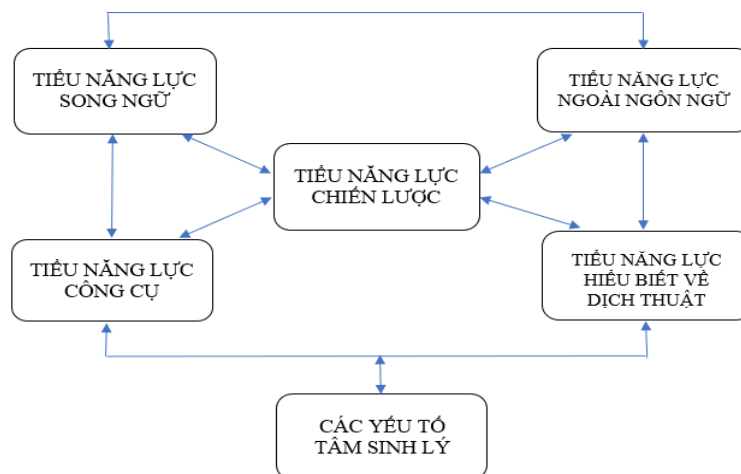 TIỂU NĂNG LỰC
SONG NGỮ
TIỂU NĂNG LỰC
NGOÀI NGÔN NGỮ
TIỂU NĂNG LỰC
CHIẾN LƯỢC
TIỂU NĂNG LỰC
CÔNG CỤ
TIỂU NĂNG LỰC
HIỂU BIẾT VỀ
DỊCH THUẬT
CÁC YẾU TỐ
TÂM SINH LÝ